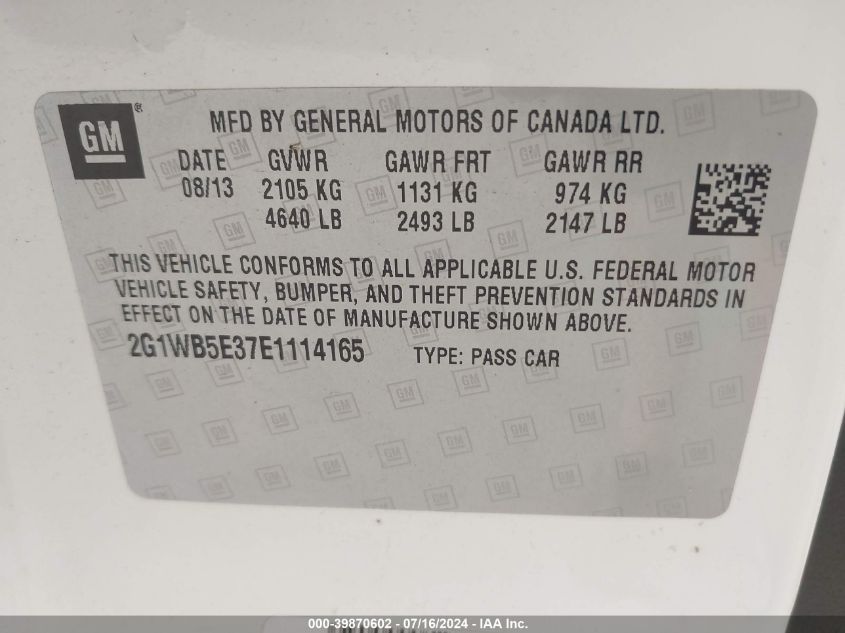 GM ®
MFD BY GENERAL MOTORS OF CANADA LTD.
DATE GVWR GAWR FRT GAWR RR
08/13 2105 KG 1131 KG 974 KG
4640 LB 2493 LB 2147 LB
THIS VEHICLE CONFORMS TO ALL APPLICABLE U.S. FEDERAL MOTOR
VEHICLE SAFETY, BUMPER, AND THEFT PREVENTION STANDARDS IN
EFFECT ON THE DATE OF MANUFACTURE SHOWN ABOVE.
2G1WB5E37E1114165 TYPE: PASS CAR
000-39870602 - 07/16/2024 - IAA Inc.